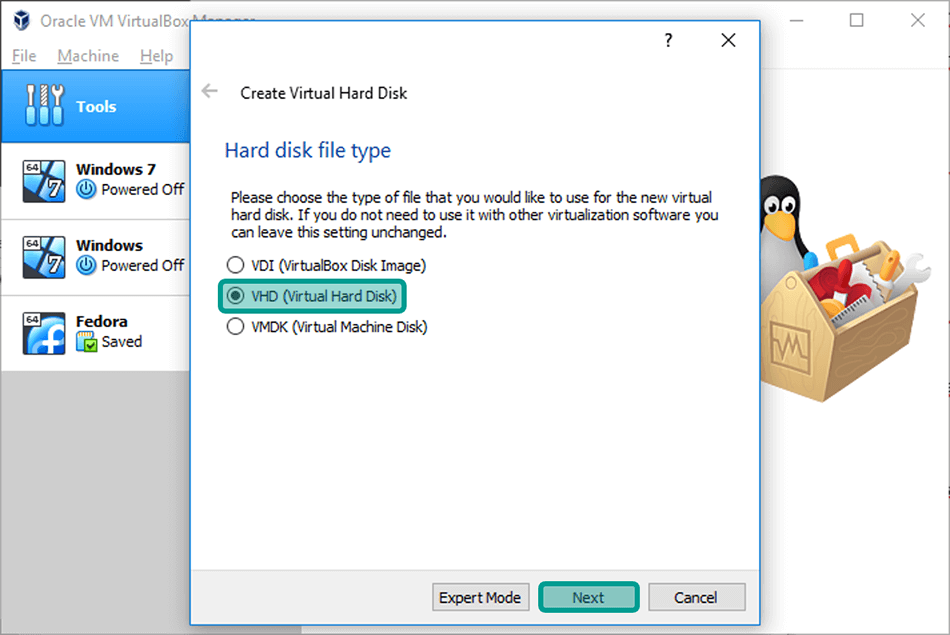 Oracle VM VirtualBox Manager
File Machine Help
?
Tools
Create Virtual Hard Disk
Hard disk file type
64
7
Windows 7
Powered Off
Please choose the type of file that you would like to use for the new virtual
hard disk. If you do not need to use it with other virtualization software you
can leave this setting unchanged.
64
7
Windows
Powered Off
VDI (VirtualBox Disk Image)
VHD (Virtual Hard Disk)
VMDK (Virtual Machine Disk)
64
Fedora
Saved
Expert Mode Next Cancel